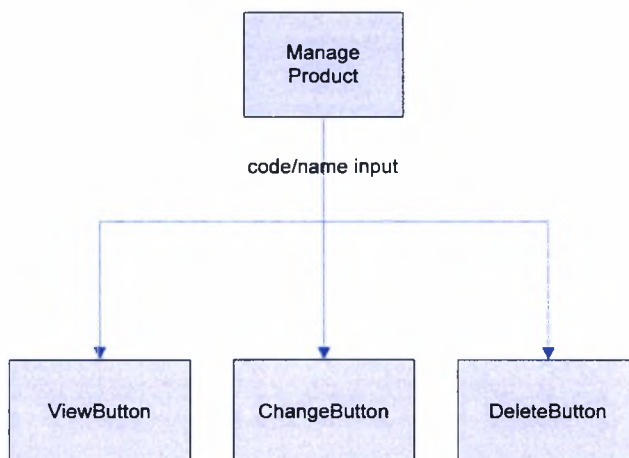 Manage
Product
code/name input
ViewButton
ChangeButton
DeleteButton